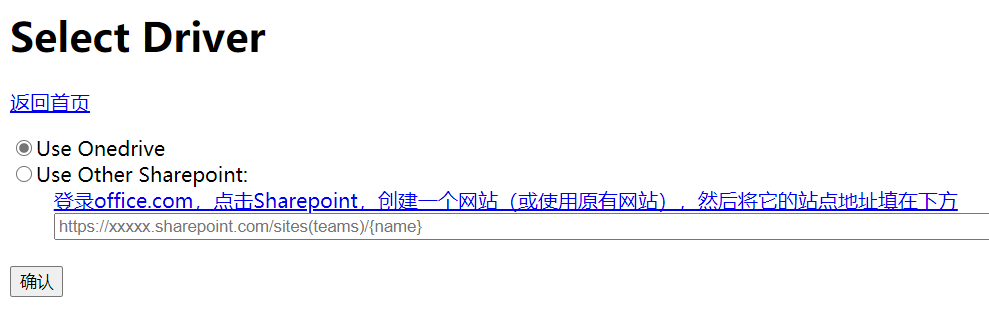 Select Driver
返回首页
Use Onedrive
Use Other Sharepoint:
登录office.com，点击Sharepoint，创建一个网站（或使用原有网站），然后将它的站点地址填在下方
https://xxxxx.sharepoint.com/sites(teams)/{name}
确认